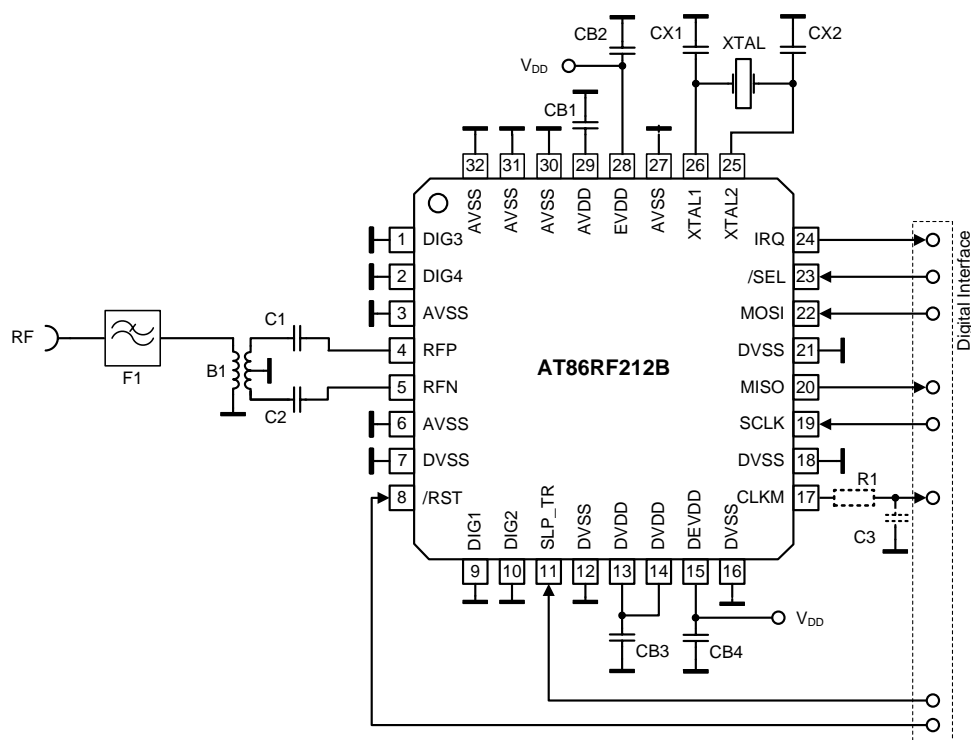 CB2
CX1
XTAL
CX2
VDD
CB1
32
31
30
29
28
27
26
25
AVSS
AVSS
AVSS
AVDD
EVDD
AVSS
XTAL1
XTAL2
1
DIG3
IRQ
24
2
DIG4
/SEL
23
3
AVSS
MOSI
22
RF
F1
B1
C1
4
RFP
DVSS
21
AT86RF212B
C2
5
RFN
MISO
20
6
AVSS
SCLK
19
7
DVSS
DVSS
18
8
/RST
CLKM
17
R1
C3
Digital Interface
DIG1
DIG2
SLP_TR
DVSS
DVDD
DVDD
DEVDD
DVSS
9
10
11
12
13
14
15
16
VDD
CB3
CB4